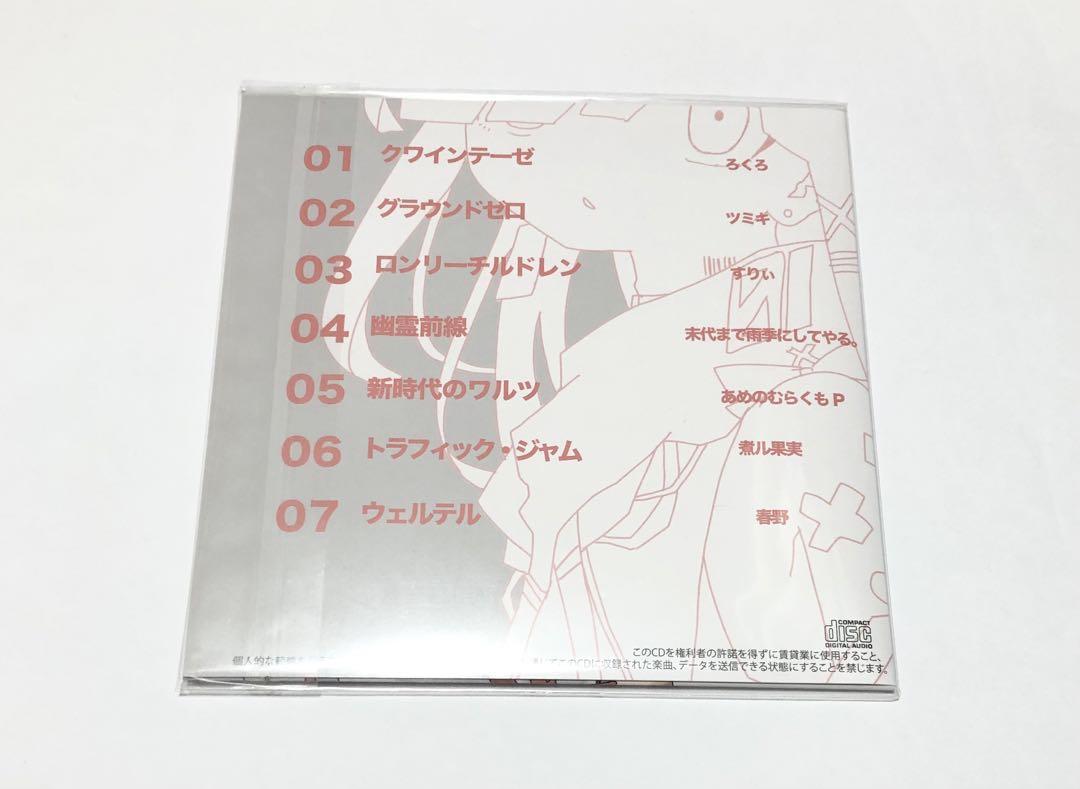 01 クワインテーゼ ろくろ
02 グラウンドゼロ ツミキ
03 ロンリーチルドレン すりぃ
04 幽霊前線 末代まで雨季にしてやる。
05 新時代のワルツ あめのむらくもP
06 トラフィック・ジャム 煮ル果実
07 ウェルテル 春野
COMPACT
disc
DIGITAL AUDIO
このCDを権利者の許諾を得ずに賃貸業に使用すること、
個人的な てこのCDに収録された楽曲、データを送信できる状態にすることを禁じます。